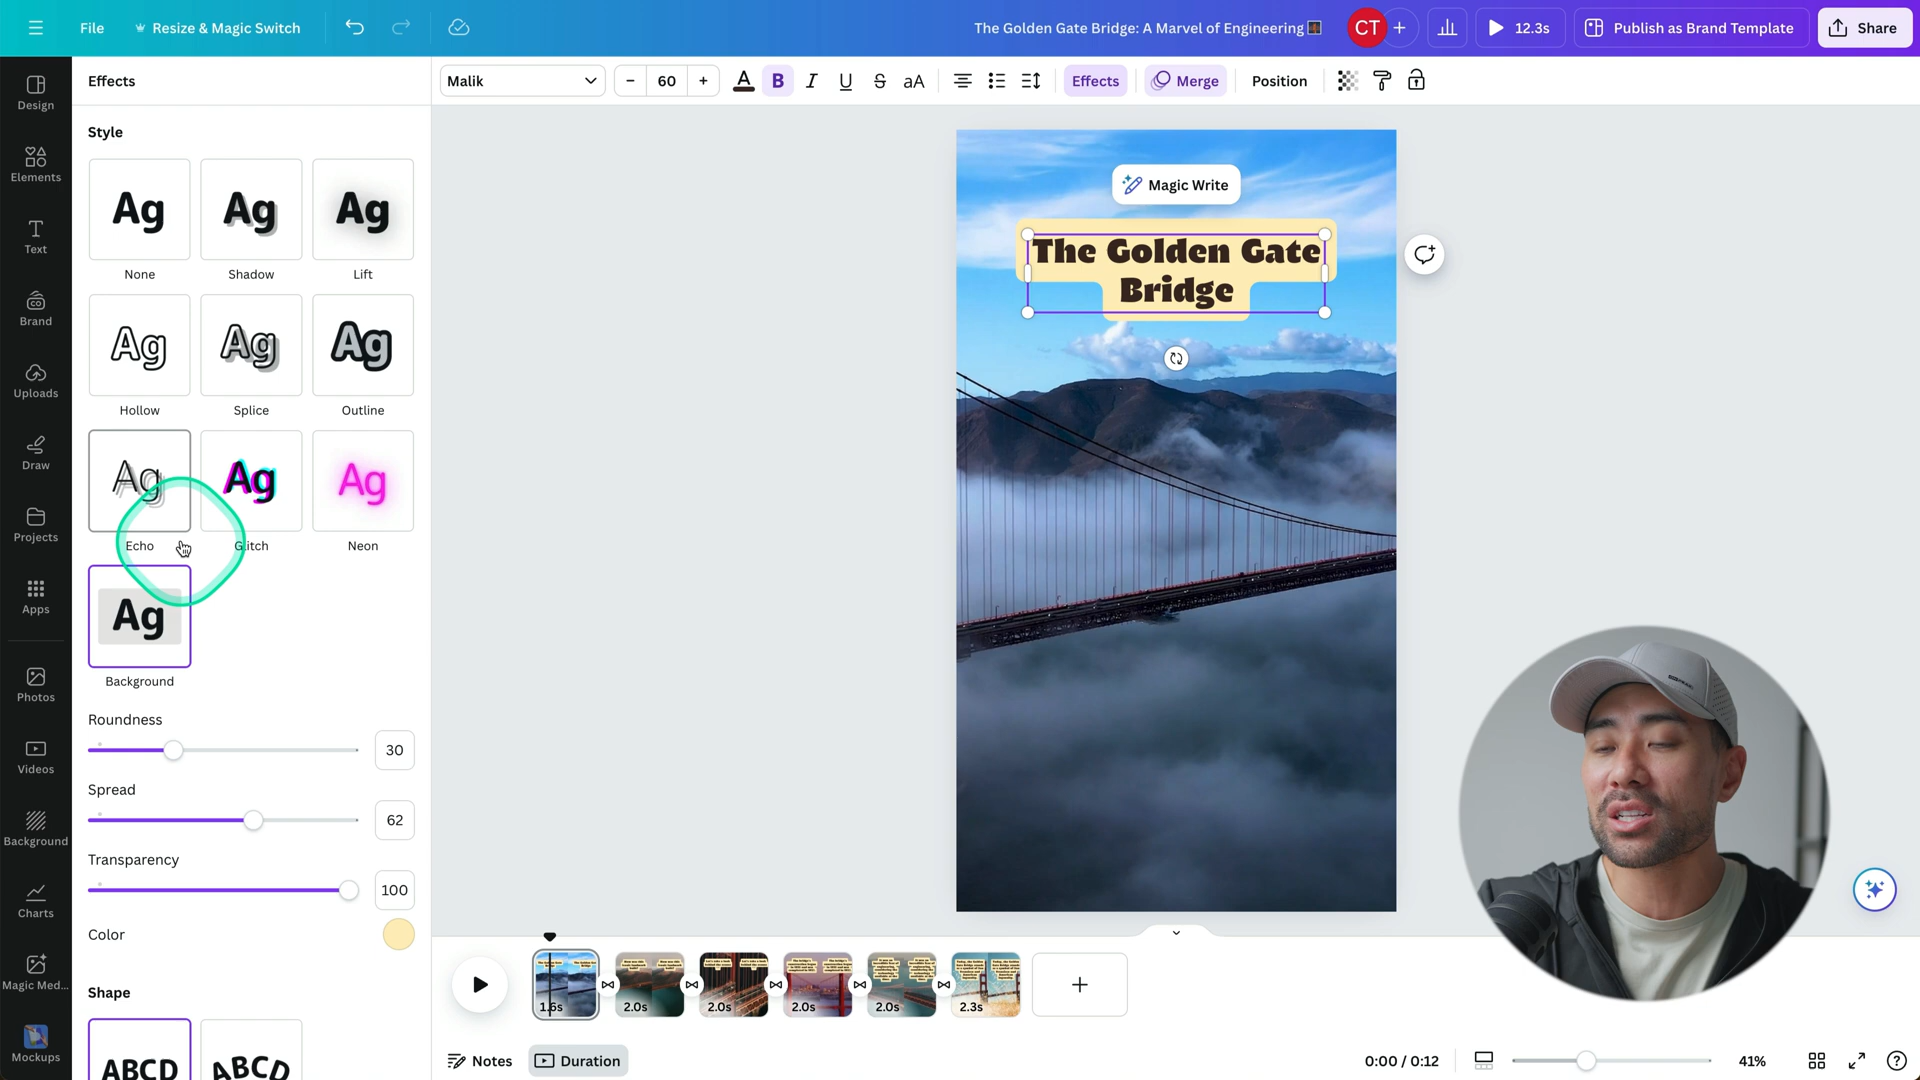 File
Resize & Magic Switch
The Golden Gate Bridge: A Marvel of Engineering
CT
12.3s
Publish as Brand Template
Share
Design
Elements
Text
Brand
Uploads
Draw
Projects
Apps
Photos
Videos
Background
Charts
Magic Med...
Mockups
Effects
Style
Ag
None
Ag
Shadow
Ag
Lift
Ag
Hollow
Ag
Splice
Ag
Outline
Ag
Echo
Ag
Glitch
Ag
Neon
Ag
Background
Roundness
30
Spread
62
Transparency
100
Color
Shape
ABCD
ABCD
Malik
60
A
B
I
U
S
aA
Effects
Merge
Position
Magic Write
The Golden Gate
Bridge
1.6s
2.0s
2.0s
2.0s
2.0s
2.3s
Notes
Duration
0:00 / 0:12
41%